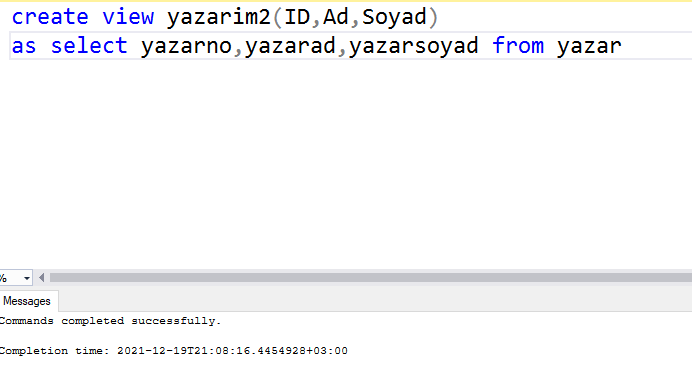 create view yazarim2(ID,Ad,Soyad)
as select yazarno,yazarad,yazarsoyad from yazar
%
Messages
Commands completed successfully.
Completion time: 2021-12-19T21:08:16.4454928+03:00